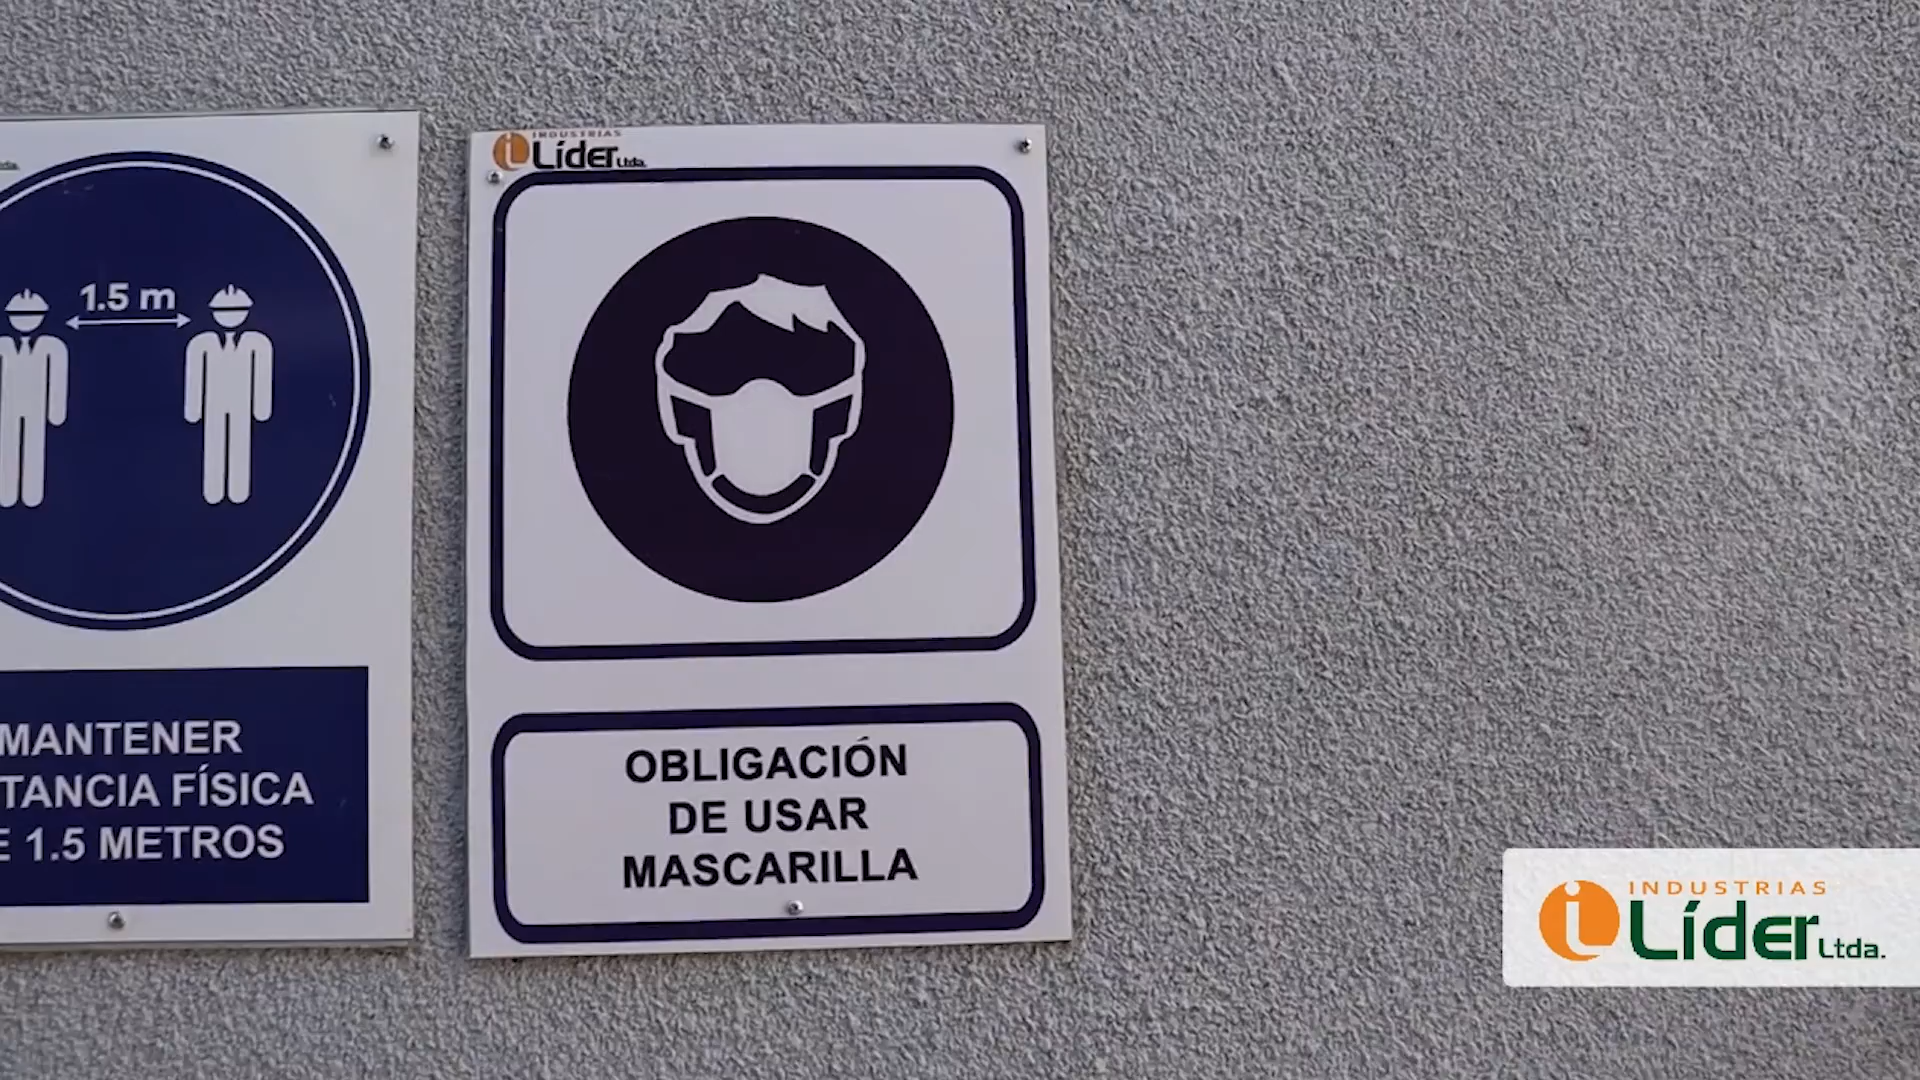 1.5 m
MANTENER
TANCIA FÍSICA
1.5 METROS
INDUSTRIAS
Líder Ltda.
OBLIGACIÓN
DE USAR
MASCARILLA
INDUSTRIAS
Líder Ltda.